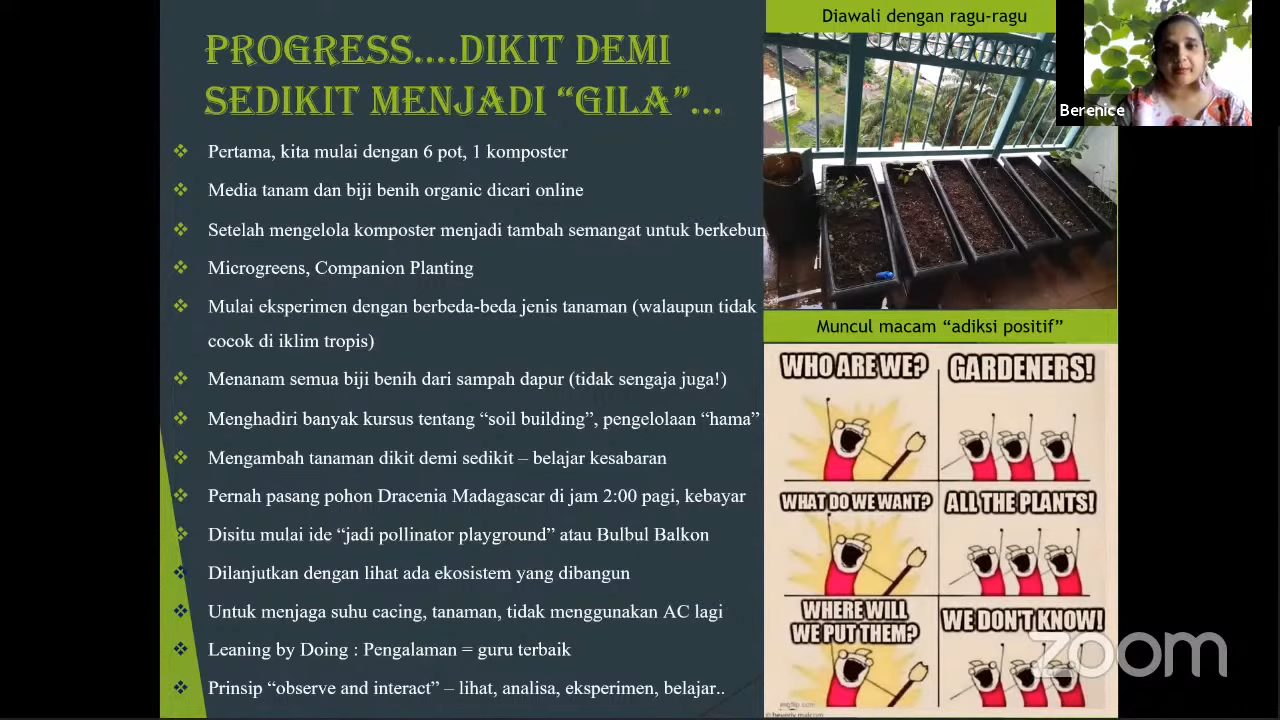 PROGRESS....DIKIT DEMI
SEDIKIT MENJADI “GILA”...
Pertama, kita mulai dengan 6 pot, 1 komposter
Media tanam dan biji benih organic dicari online
Setelah mengelola komposter menjadi tambah semangat untuk berkebun
Microgreens, Companion Planting
Mulai eksperimen dengan berbeda-beda jenis tanaman (walaupun tidak
cocok di iklim tropis)
Menanam semua biji benih dari sampah dapur (tidak sengaja juga!)
Menghadiri banyak kursus tentang “soil building”, pengelolaan “hama”
Mengambah tanaman dikit demi sedikit – belajar kesabaran
Pernah pasang pohon Dracenia Madagascar di jam 2:00 pagi, kebayar
Disitu mulai ide “jadi pollinator playground” atau Bulbul Balkon
Dilanjutkan dengan lihat ada ekosistem yang dibangun
Untuk menjaga suhu cacing, tanaman, tidak menggunakan AC lagi
Leaning by Doing : Pengalaman = guru terbaik
Prinsip “observe and interact” – lihat, analisa, eksperimen, belajar..
Diawali dengan ragu-ragu
Berenice
Muncul macam “adiksi positif”
WHO ARE WE?
GARDENERS!
WHAT DO WE WANT?
ALL THE PLANTS!
WHERE WILL
WE PUT THEM?
WE DON'T KNOW!
zoom
imgflip.com
© beverly malcism